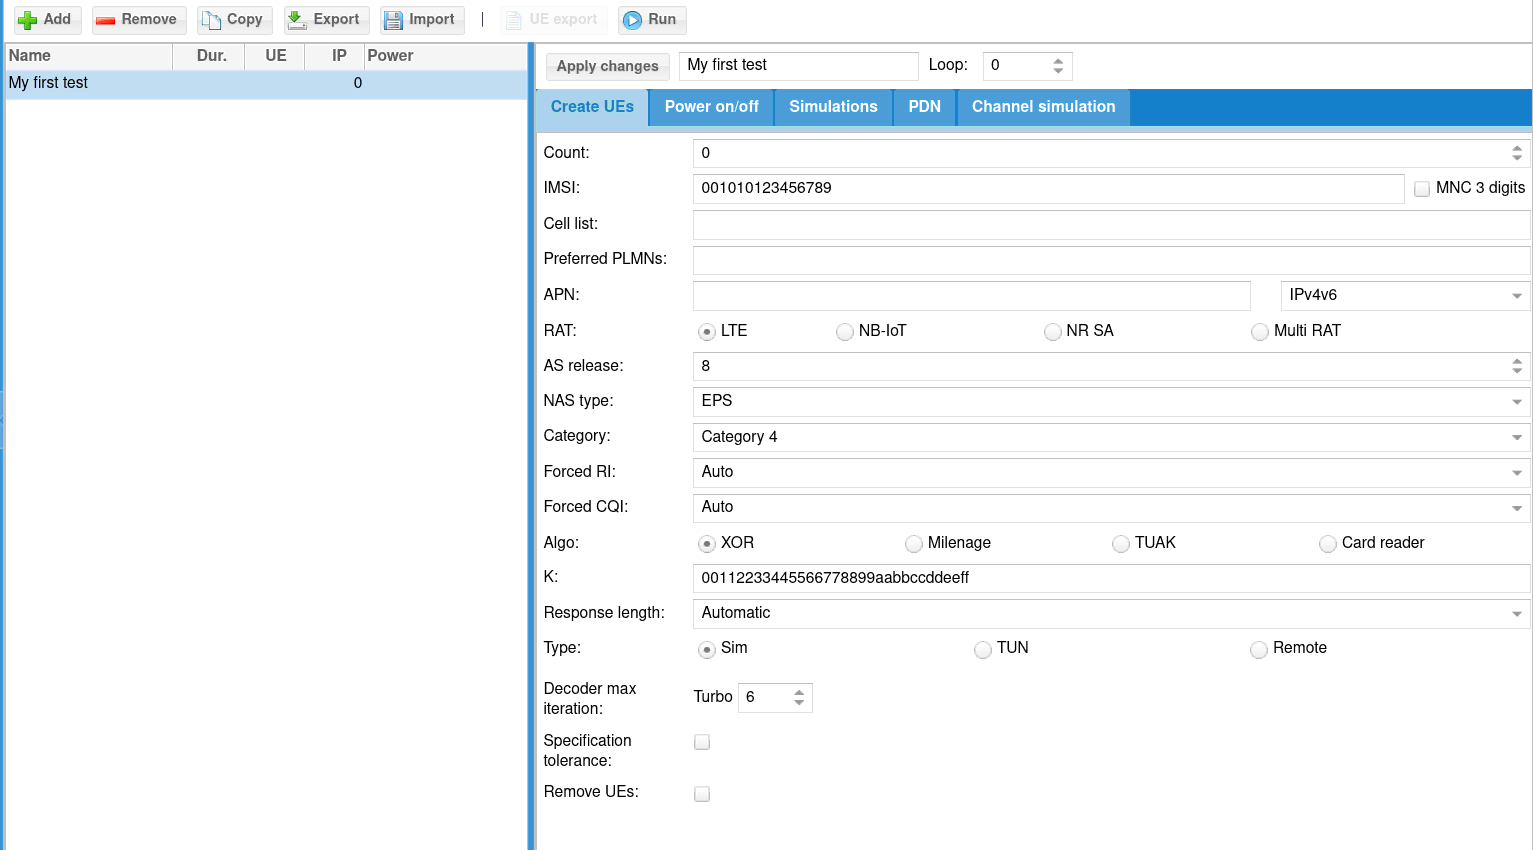 Add Remove Copy Export Import | UE export Run
Name Dur. UE IP Power
My first test 0
Apply changes My first test Loop: 0
Create UEs Power on/off Simulations PDN Channel simulation
Count: 0
IMSI: 001010123456789 MNC 3 digits
Cell list:
Preferred PLMNs:
APN: IPv4v6
RAT: LTE NB-IoT NR SA Multi RAT
AS release: 8
NAS type: EPS
Category: Category 4
Forced RI: Auto
Forced CQI: Auto
Algo: XOR Milenage TUAK Card reader
K: 00112233445566778899aabbccddeeff
Response length: Automatic
Type: Sim TUN Remote
Decoder max
iteration: Turbo 6
Specification
tolerance:
Remove UEs: